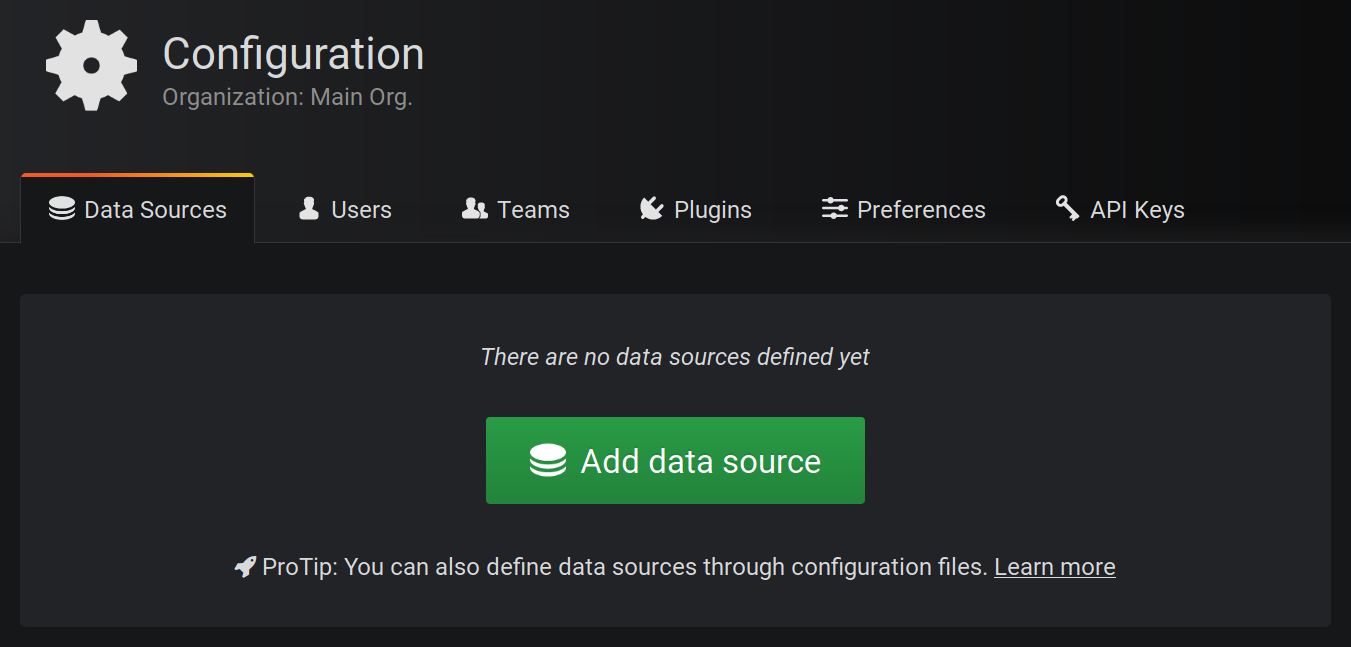 Configuration
Organization: Main Org.
Data Sources Users Teams Plugins Preferences API Keys
There are no data sources defined yet
Add data source
ProTip: You can also define data sources through configuration files. Learn more